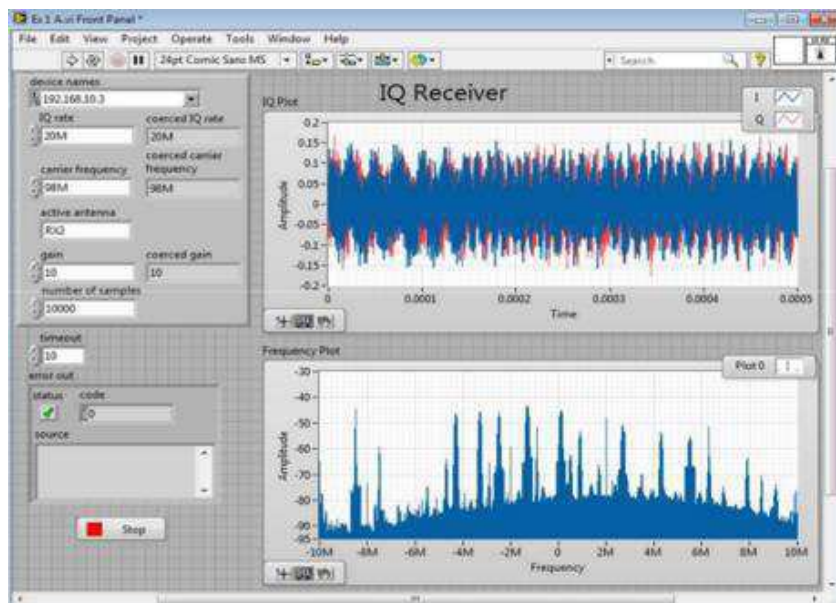 Ex 1 A.vi Front Panel *
File Edit View Project Operate Tools Window Help
24pt Comic Sans MS
Search
device names
192.168.10.3
IQ rate
coerced IQ rate
20M
20M
carrier frequency
coerced carrier frequency
98M
98M
active antenna
RX2
gain
coerced gain
10
10
number of samples
10000
timeout
10
error out
status code
0
source
Stop
IQ Receiver
IQ Plot
I
Q
0.2
0.15
0.1
0.05
0
-0.05
-0.1
-0.15
-0.2
Amplitude
0 0.0001 0.0002 0.0003 0.0004 0.0005
Time
Frequency Plot
Plot 0
-30
-40
-50
-60
-70
-80
-90
-95
Amplitude
-10M -8M -6M -4M -2M 0 2M 4M 6M 8M 10M
Frequency